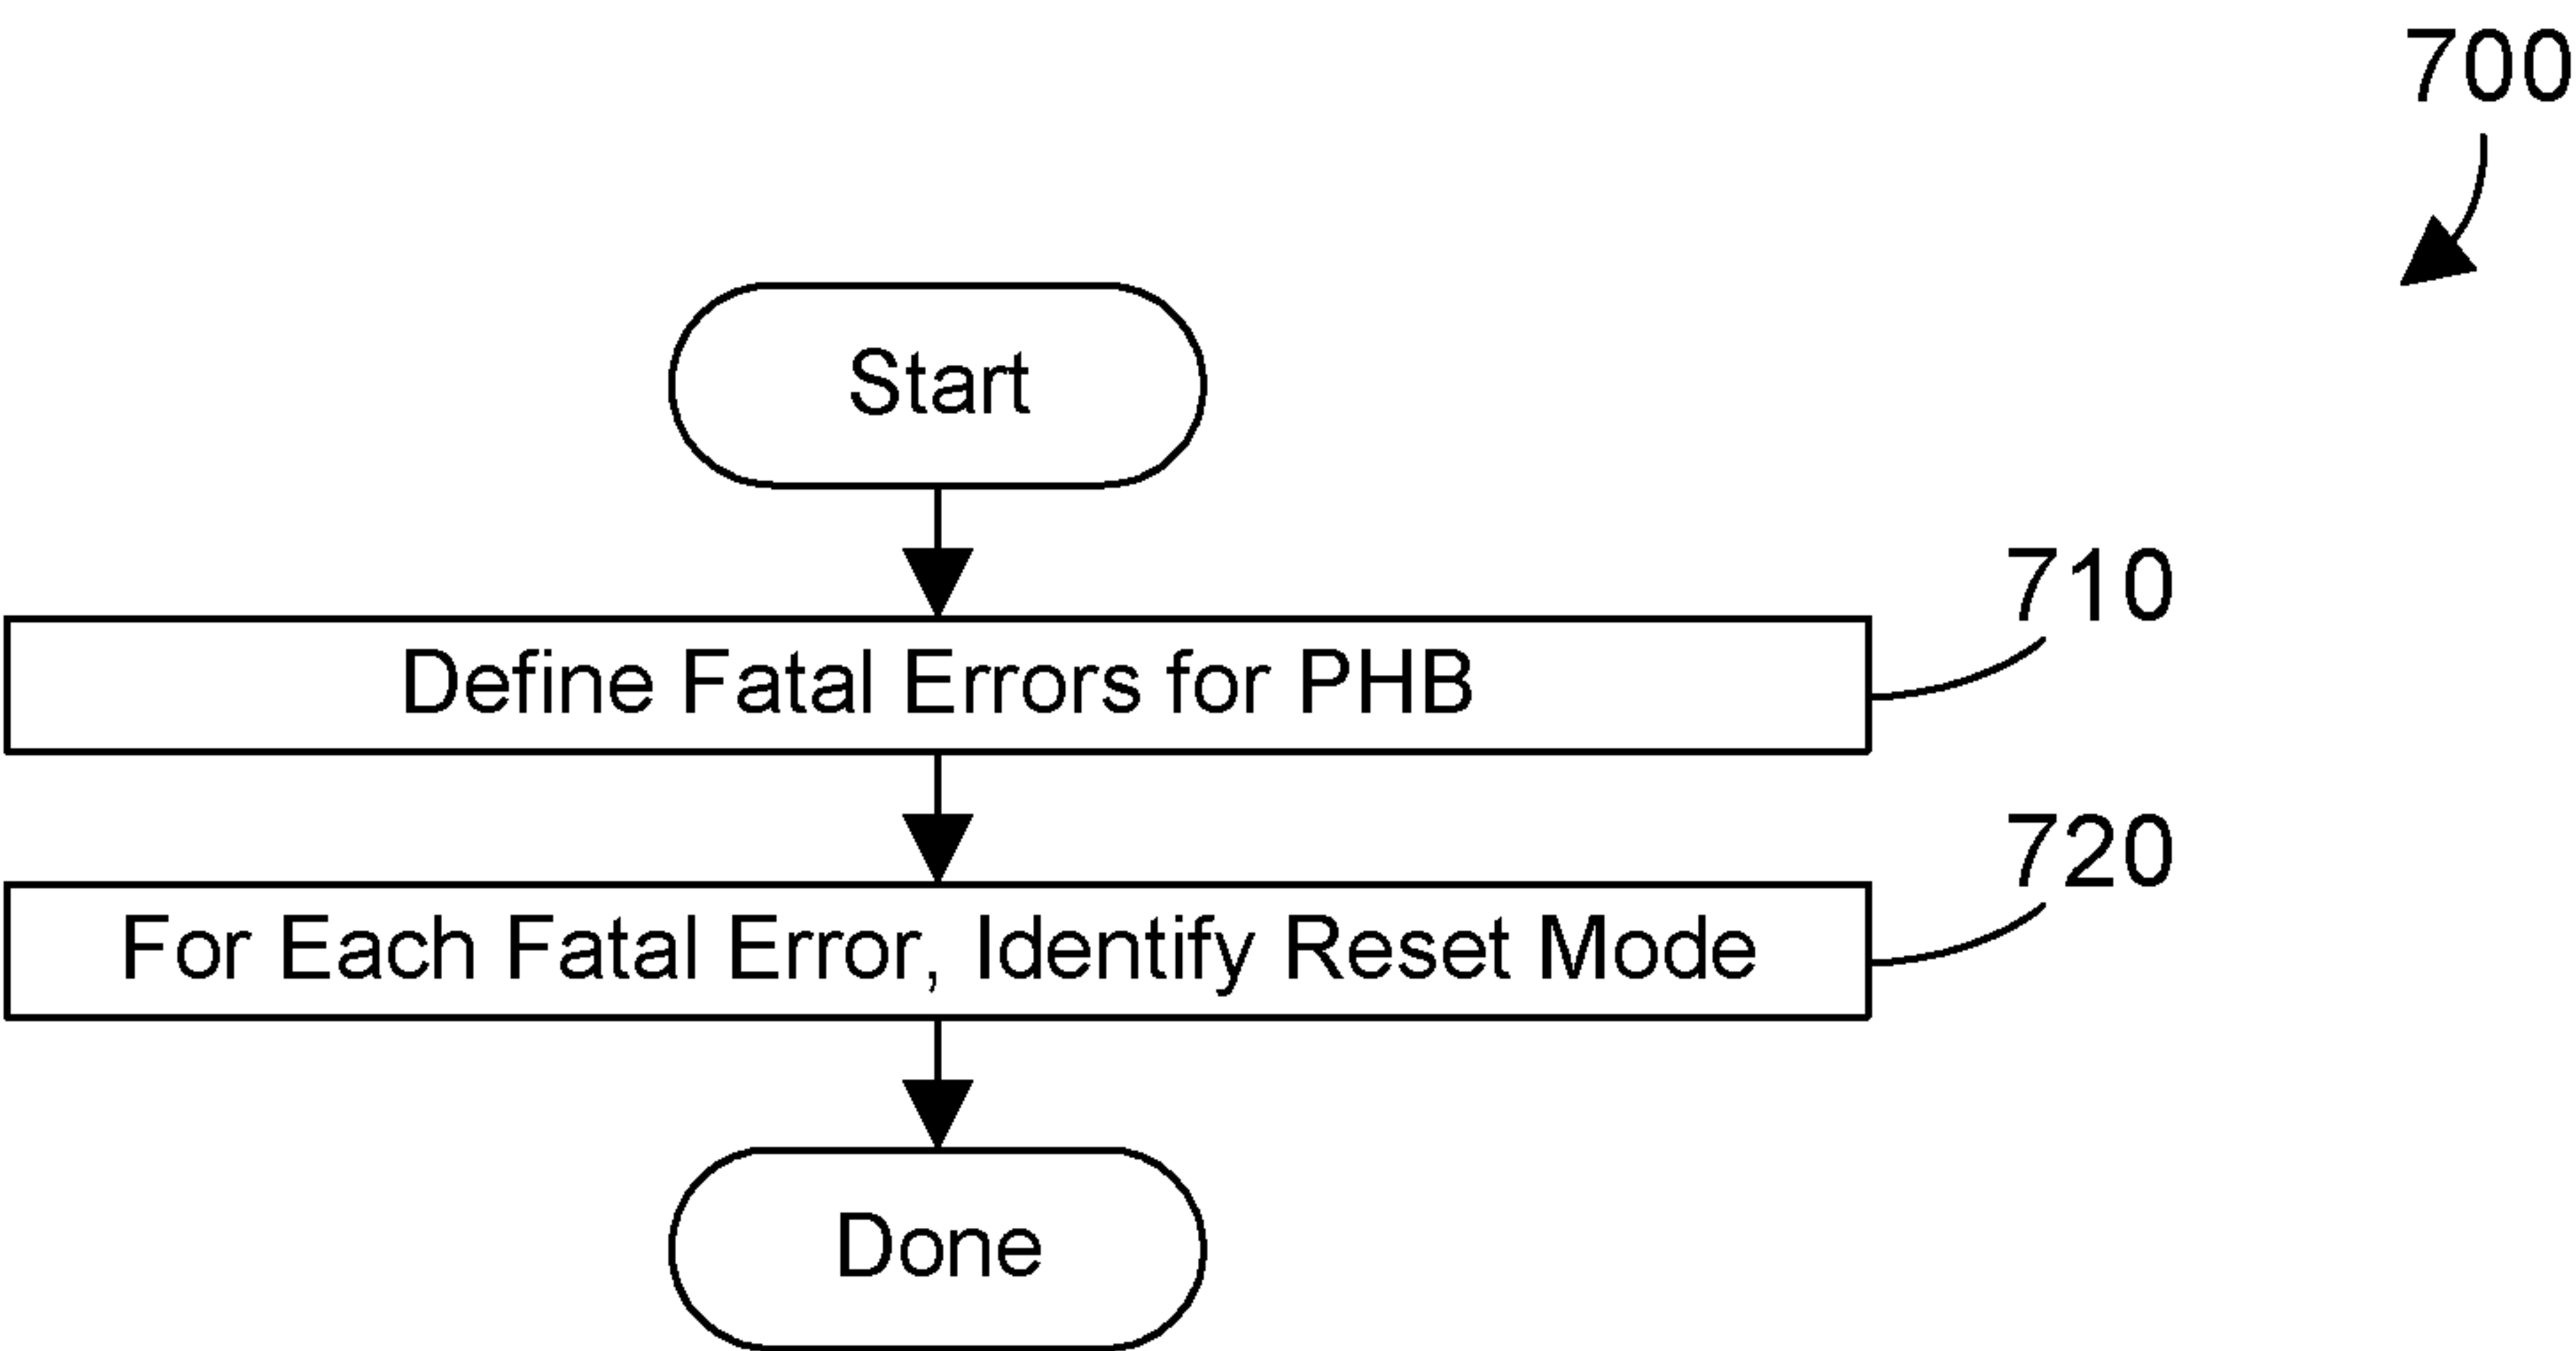 700
Start
Define Fatal Errors for PHB
710
For Each Fatal Error, Identify Reset Mode
720
Done